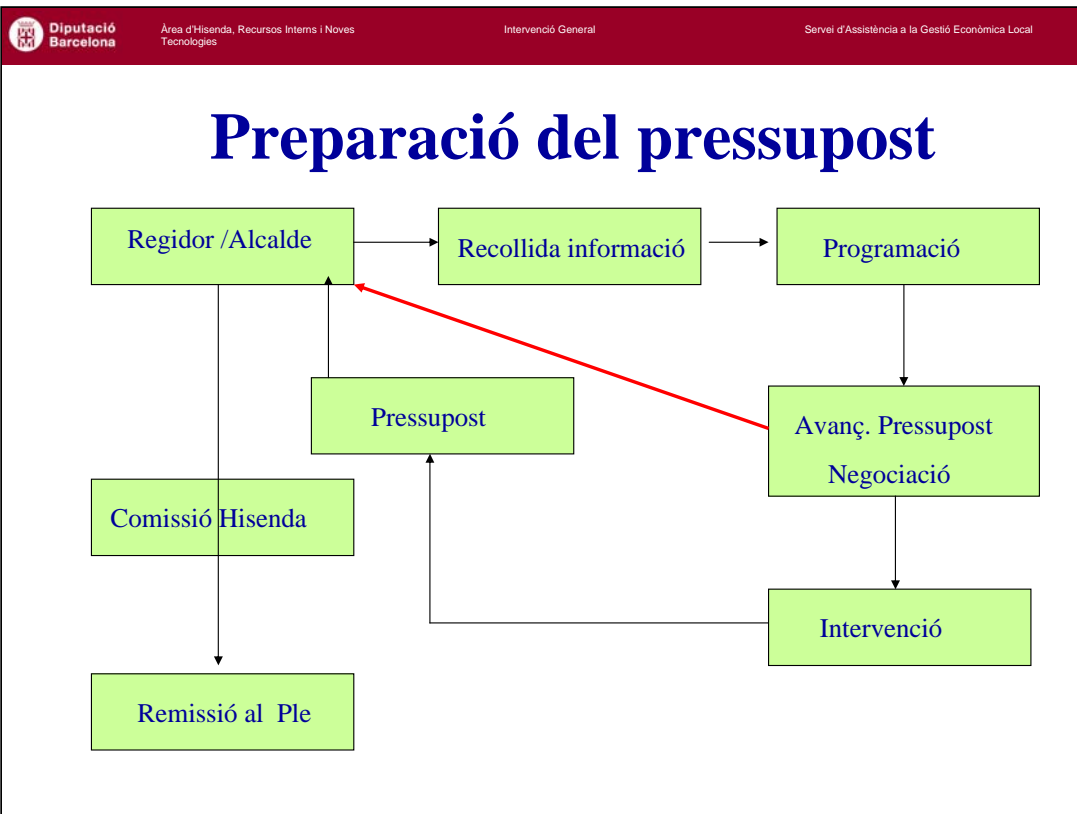 Diputació
Barcelona
Àrea d'Hisenda, Recursos Interns i Noves
Tecnologies
Intervenció General
Servei d'Assistència a la Gestió Econòmica Local
Preparació del pressupost
Regidor /Alcalde
Recollida informació
Programació
Pressupost
Avanç. Pressupost
Negociació
Comissió Hisenda
Intervenció
Remissió al Ple